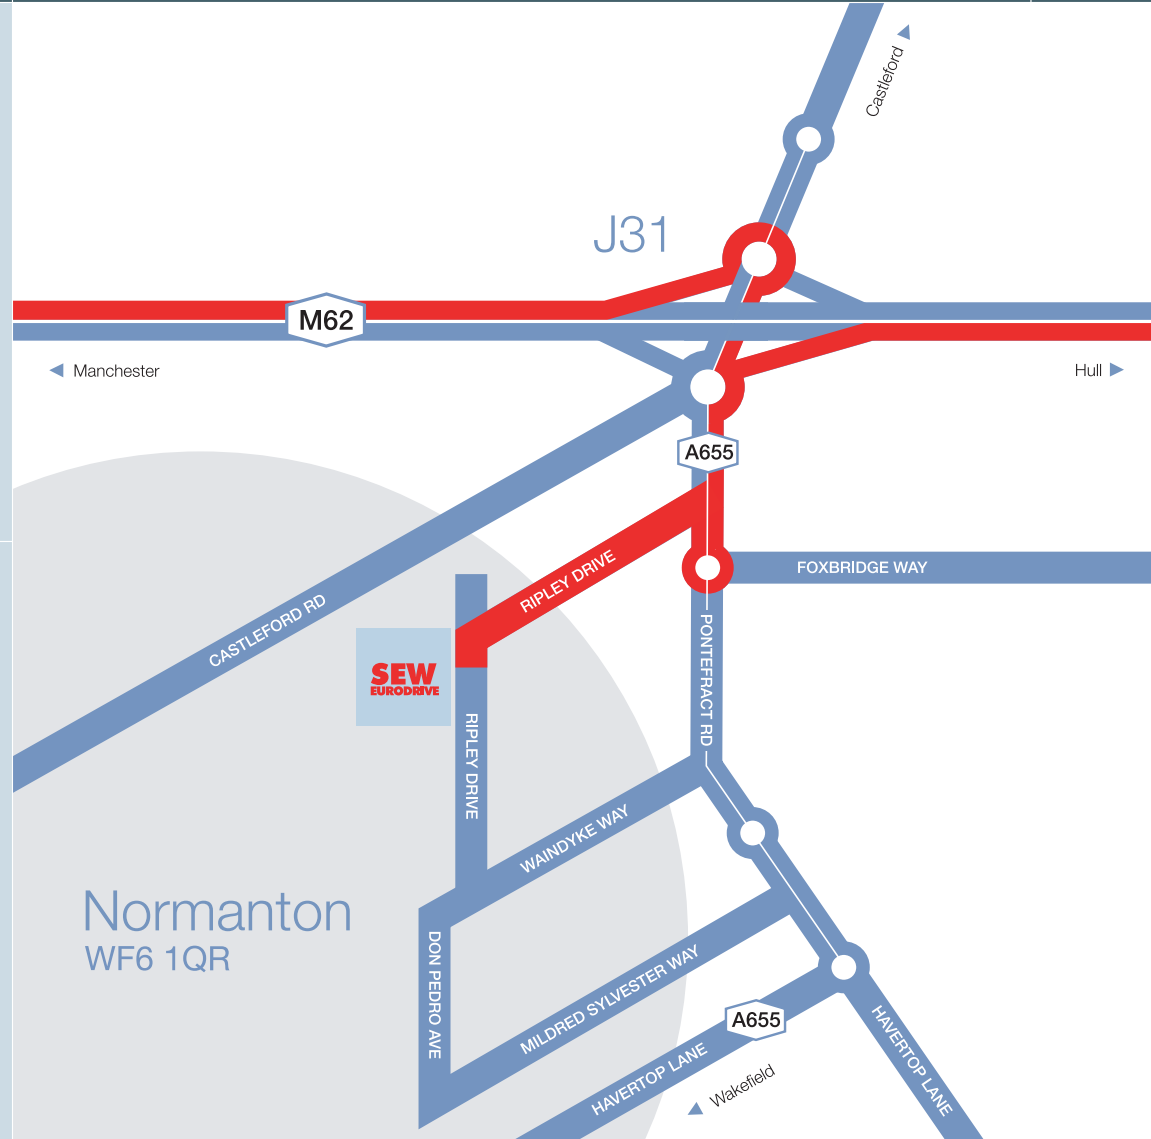 Castleford
J31
M62
Manchester
Hull
A655
RIPLEY DRIVE
FOXBRIDGE WAY
CASTLEFORD RD
PONTEFRACT RD
SEW
EURODRIVE
RIPLEY DRIVE
WAINDYKE WAY
Normanton
WF6 1QR
DON PEDRO AVE
MILDRED SYLVESTER WAY
A655
HAVERTOP LANE
HAVERTOP LANE
Wakefield